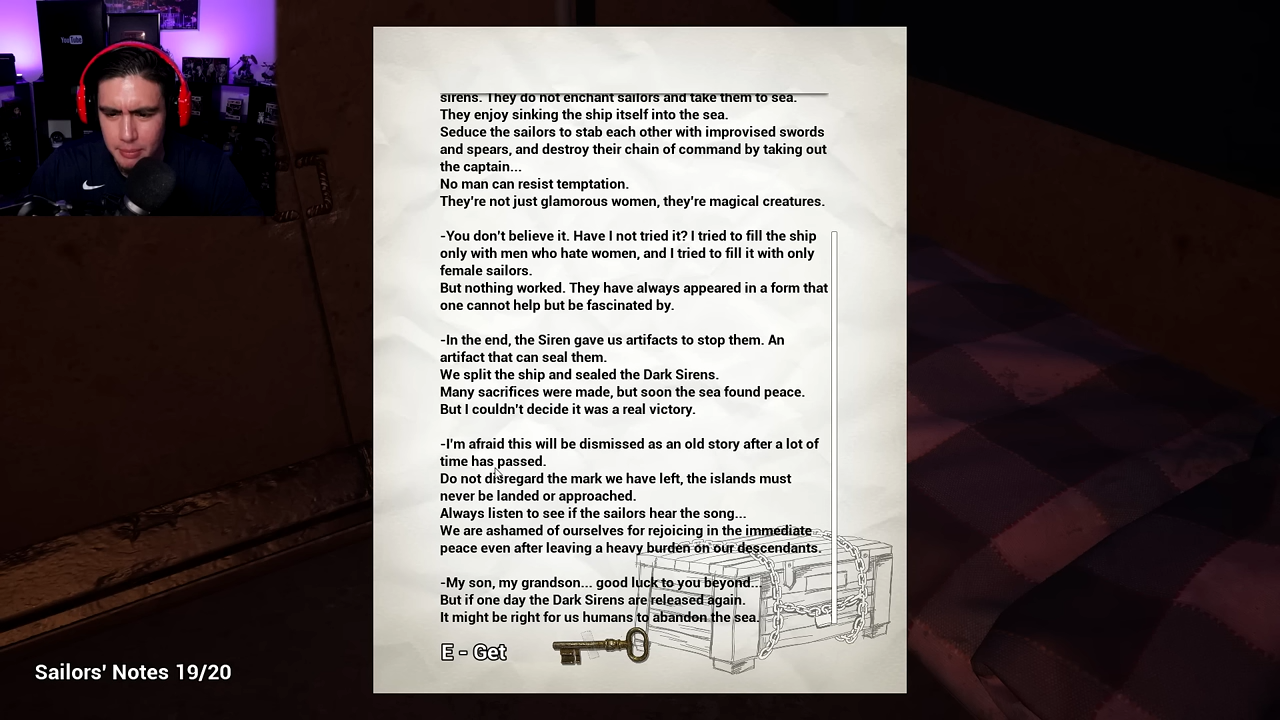 YouTube
sirens. They do not enchant sailors and take them to sea.
They enjoy sinking the ship itself into the sea.
Seduce the sailors to stab each other with improvised swords
and spears, and destroy their chain of command by taking out
the captain...
No man can resist temptation.
They're not just glamorous women, they're magical creatures.
-You don't believe it. Have I not tried it? I tried to fill the ship
only with men who hate women, and I tried to fill it with only
female sailors.
But nothing worked. They have always appeared in a form that
one cannot help but be fascinated by.
-In the end, the Siren gave us artifacts to stop them. An
artifact that can seal them.
We split the ship and sealed the Dark Sirens.
Many sacrifices were made, but soon the sea found peace.
But I couldn't decide it was a real victory.
-I'm afraid this will be dismissed as an old story after a lot of
time has passed.
Do not disregard the mark we have left, the islands must
never be landed or approached.
Always listen to see if the sailors hear the song...
We are ashamed of ourselves for rejoicing in the immediate
peace even after leaving a heavy burden on our descendants.
-My son, my grandson... good luck to you beyond...
But if one day the Dark Sirens are released again.
It might be right for us humans to abandon the sea.
E - Get
Sailors' Notes 19/20